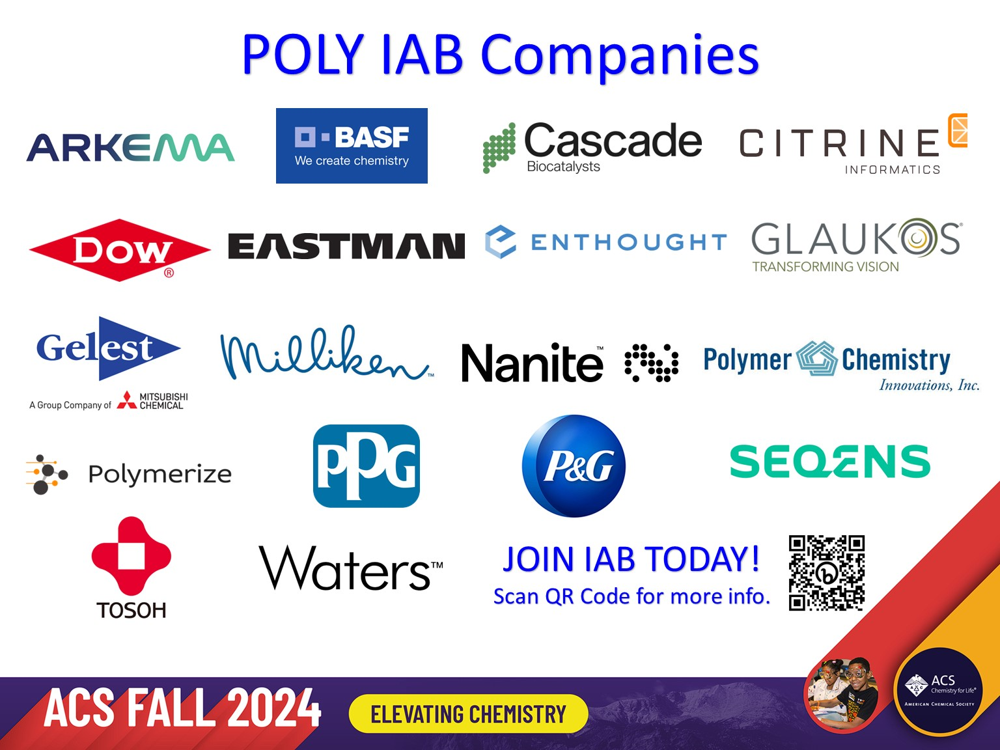 POLY IAB Companies
ARKEMA
BASF
We create chemistry
Cascade
Biocatalysts
CITRINE
INFORMATICS
DOW
®
EASTMAN
ENTHOUGHT
GLAUKOS®
TRANSFORMING VISION
Gelest
A Group Company of MITSUBISHI
CHEMICAL
Milliken™
Nanite™
Polymer Chemistry
Innovations, Inc.
Polymerize
PPG
P&G
SEQENS
TOSOH
Waters™
JOIN IAB TODAY!
Scan QR Code for more info.
b
ACS FALL 2024
ELEVATING CHEMISTRY
ACS
Chemistry for Life®
AMERICAN CHEMICAL SOCIETY